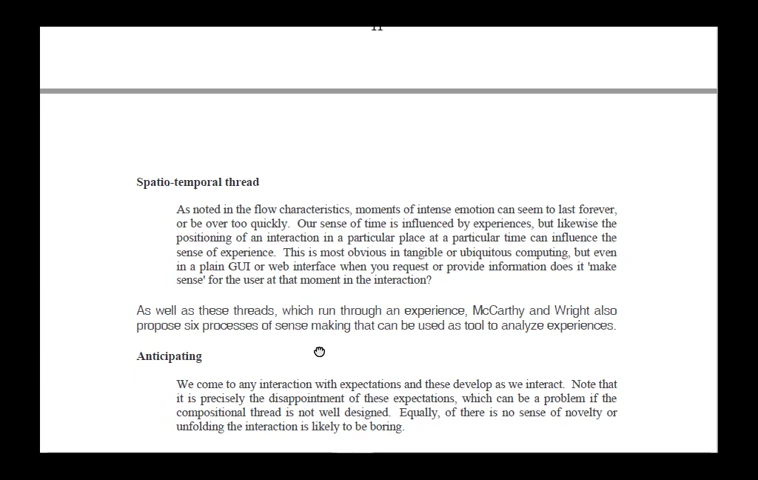 11
Spatio-temporal thread
As noted in the flow characteristics, moments of intense emotion can seem to last forever,
or be over too quickly. Our sense of time is influenced by experiences, but likewise the
positioning of an interaction in a particular place at a particular time can influence the
sense of experience. This is most obvious in tangible or ubiquitous computing, but even
in a plain GUI or web interface when you request or provide information does it 'make
sense' for the user at that moment in the interaction?
As well as these threads, which run through an experience, McCarthy and Wright also
propose six processes of sense making that can be used as tool to analyze experiences.
Anticipating
We come to any interaction with expectations and these develop as we interact. Note that
it is precisely the disappointment of these expectations, which can be a problem if the
compositional thread is not well designed. Equally, of there is no sense of novelty or
unfolding the interaction is likely to be boring.